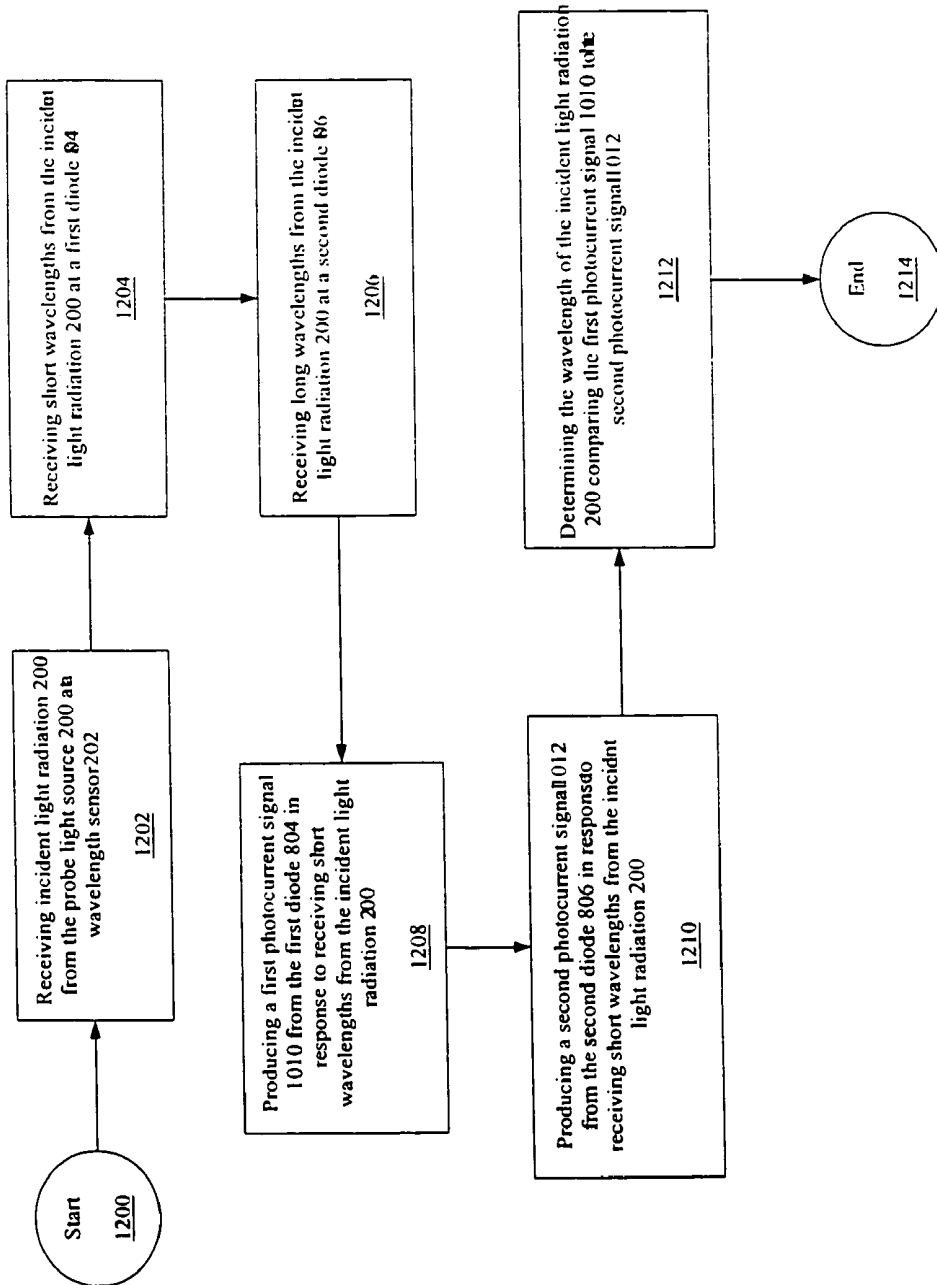 Start
1200
Receiving incident light radiation 200
from the probe light source 200 at a
wavelength sensor 202
1202
Receiving short wavelengths from the incident
light radiation 200 at a first diode 804
1204
Receiving long wavelengths from the incident
light radiation 200 at a second diode 806
1206
Producing a first photocurrent signal
1010 from the first diode 804 in
response to receiving short
wavelengths from the incident light
radiation 200
1208
Producing a second photocurrent signal 1012
from the second diode 806 in response to
receiving short wavelengths from the incident
light radiation 200
1210
Determining the wavelength of the incident light radiation
200 comparing the first photocurrent signal 1010 to the
second photocurrent signal 1012
1212
End
1214